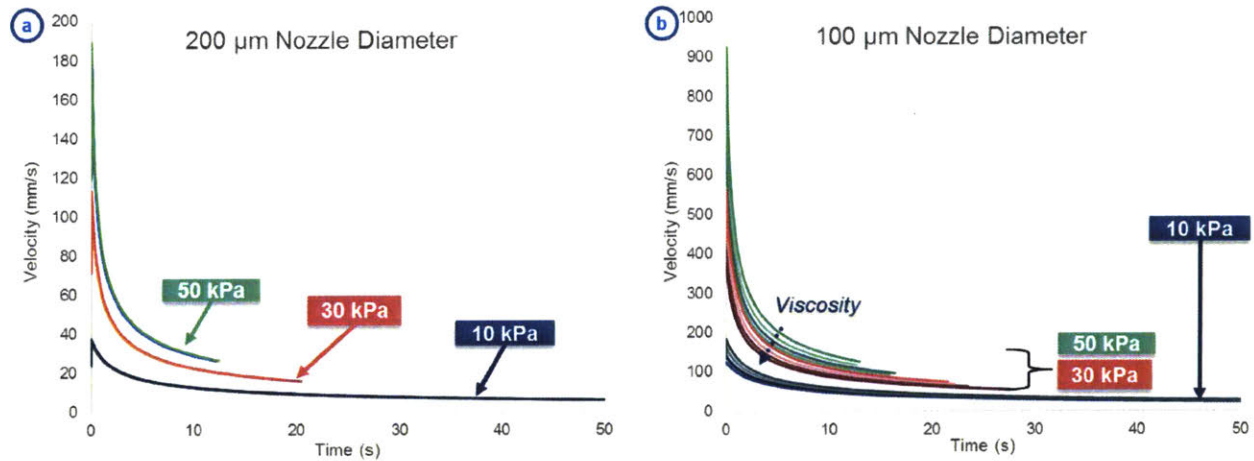 a
200 µm Nozzle Diameter
Velocity (mm/s)
200
180
160
140
120
100
80
60
40
20
0
50 kPa
30 kPa
10 kPa
0 10 20 30 40 50
Time (s)
b
100 µm Nozzle Diameter
Velocity (mm/s)
1000
900
800
700
600
500
400
300
200
100
0
10 kPa
Viscosity
50 kPa
30 kPa
0 10 20 30 40 50
Time (s)